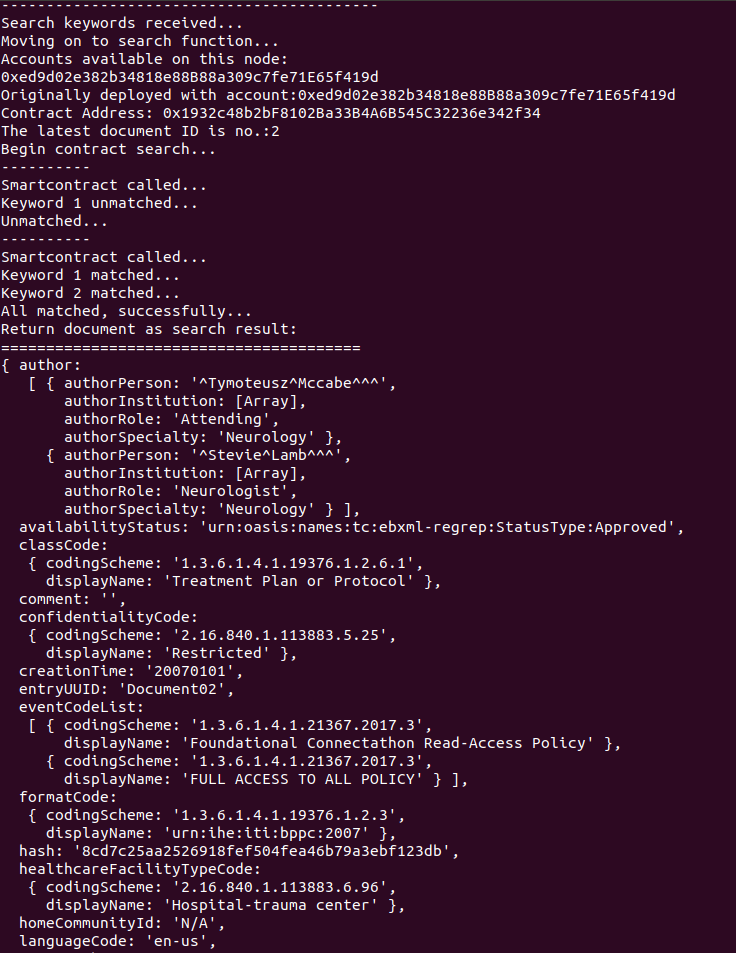 ------------------------------------------
Search keywords received...
Moving on to search function...
Accounts available on this node:
0xed9d02e382b34818e88B88a309c7fe71E65f419d
Originally deployed with account:0xed9d02e382b34818e88B88a309c7fe71E65f419d
Contract Address: 0x1932c48b2bF8102Ba33B4A6B545C32236e342f34
The latest document ID is no.:2
Begin contract search...
----------
Smartcontract called...
Keyword 1 unmatched...
Unmatched...
----------
Smartcontract called...
Keyword 1 matched...
Keyword 2 matched...
All matched, successfully...
Return document as search result:
========================================
{ author:
   [ { authorPerson: '^Tymoteusz^Mccabe^^^',
       authorInstitution: [Array],
       authorRole: 'Attending',
       authorSpecialty: 'Neurology' },
     { authorPerson: '^Stevie^Lamb^^^',
       authorInstitution: [Array],
       authorRole: 'Neurologist',
       authorSpecialty: 'Neurology' } ],
  availabilityStatus: 'urn:oasis:names:tc:ebxml-regrep:StatusType:Approved',
  classCode:
   { codingScheme: '1.3.6.1.4.1.19376.1.2.6.1',
     displayName: 'Treatment Plan or Protocol' },
  comment: '',
  confidentialityCode:
   { codingScheme: '2.16.840.1.113883.5.25',
     displayName: 'Restricted' },
  creationTime: '20070101',
  entryUUID: 'Document02',
  eventCodeList:
   [ { codingScheme: '1.3.6.1.4.1.21367.2017.3',
       displayName: 'Foundational Connectathon Read-Access Policy' },
     { codingScheme: '1.3.6.1.4.1.21367.2017.3',
       displayName: 'FULL ACCESS TO ALL POLICY' } ],
  formatCode:
   { codingScheme: '1.3.6.1.4.1.19376.1.2.3',
     displayName: 'urn:ihe:iti:bppc:2007' },
  hash: '8cd7c25aa2526918fef504fea46b79a3ebf123db',
  healthcareFacilityTypeCode:
   { codingScheme: '2.16.840.1.113883.6.96',
     displayName: 'Hospital-trauma center' },
  homeCommunityId: 'N/A',
  languageCode: 'en-us',